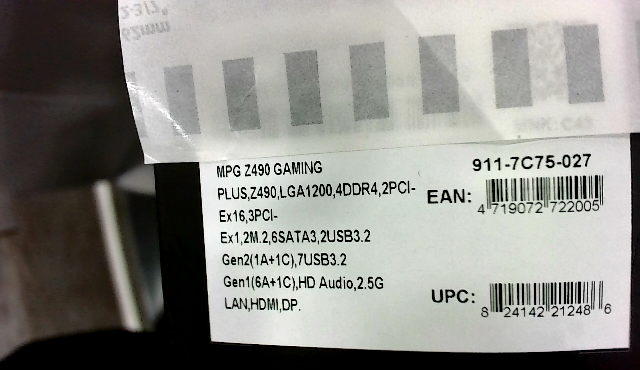 MPG Z490 GAMING
PLUS,Z490,LGA1200,4DDR4,2PCI-
Ex16,3PCI-
Ex1,2M.2,6SATA3,2USB3.2
Gen2(1A+1C),7USB3.2
Gen1(6A+1C),HD Audio,2.5G
LAN,HDMI,DP.
911-7C75-027
EAN:
4 719072 722005
UPC:
8 24142 21248 6